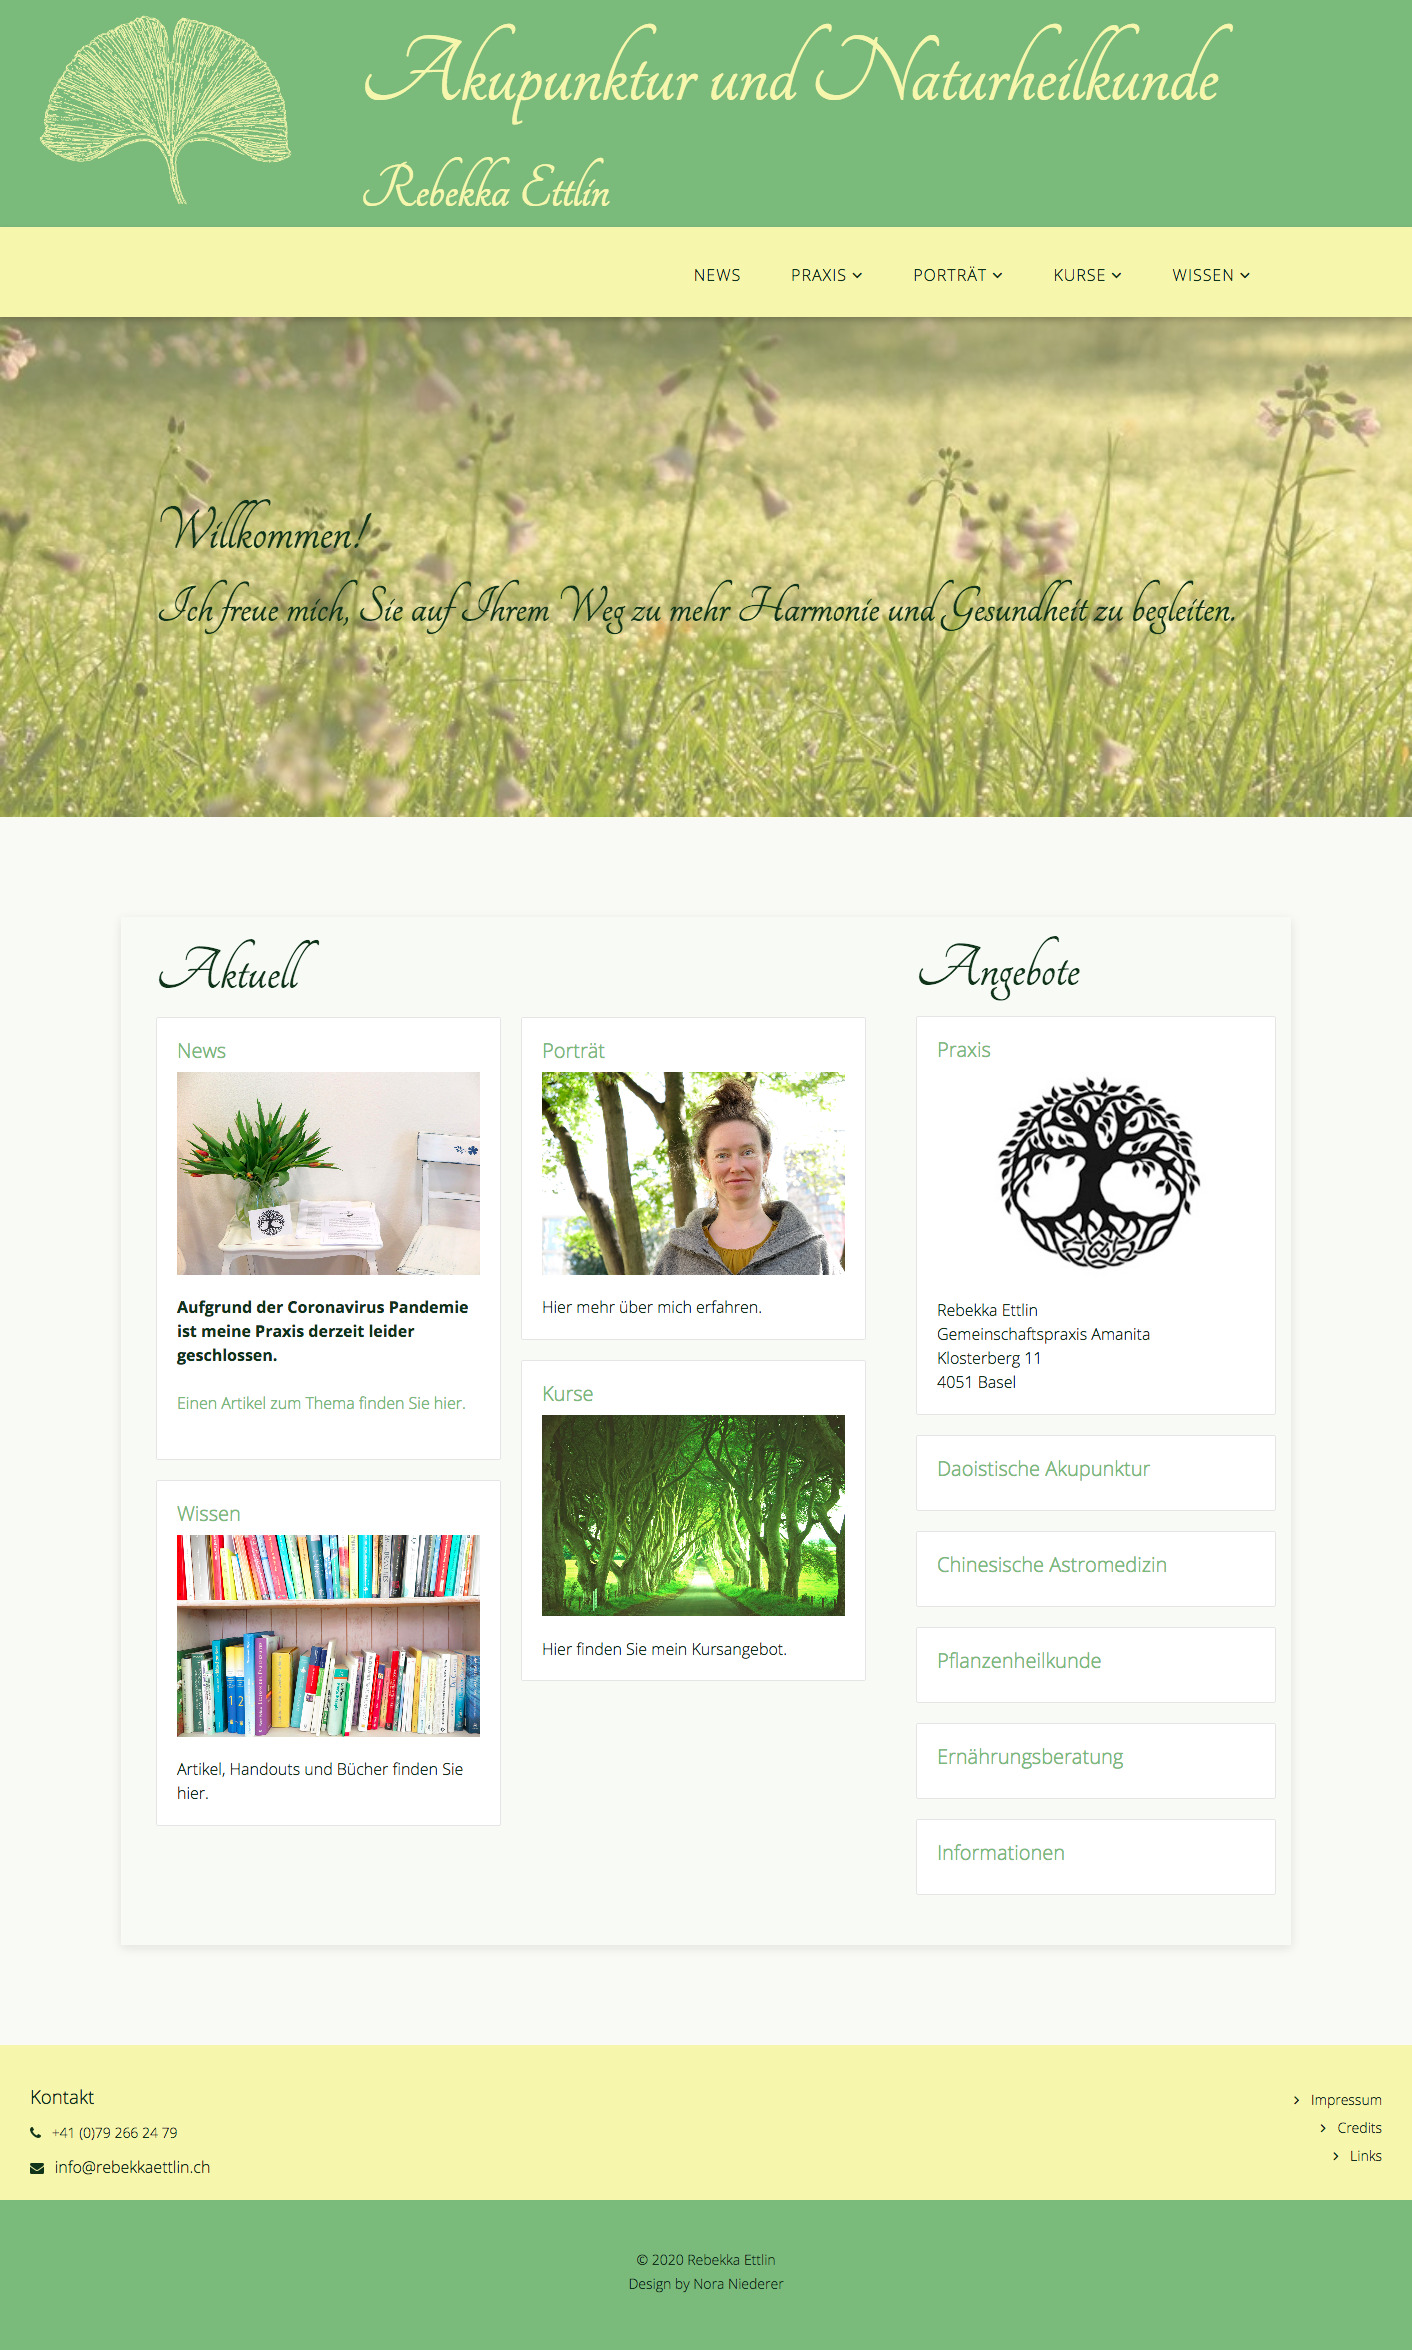 Akupunktur und Naturheilkunde
Rebekka Ettlin
NEWS PRAXIS PORTRÄT KURSE WISSEN
Willkommen!
Ich freue mich, Sie auf Ihrem Weg zu mehr Harmonie und Gesundheit zu begleiten.
Aktuell
News
Aufgrund der Coronavirus Pandemie
ist meine Praxis derzeit leider
geschlossen.
Einen Artikel zum Thema finden Sie hier.
Wissen
1 2
Artikel, Handouts und Bücher finden Sie
hier.
Porträt
Hier mehr über mich erfahren.
Kurse
Hier finden Sie mein Kursangebot.
Angebote
Praxis
Rebekka Ettlin
Gemeinschaftspraxis Amanita
Klosterberg 11
4051 Basel
Daoistische Akupunktur
Chinesische Astromedizin
Pflanzenheilkunde
Ernährungsberatung
Informationen
Kontakt
+41 (0)79 266 24 79
info@rebekkaettlin.ch
Impressum
Credits
Links
© 2020 Rebekka Ettlin
Design by Nora Niederer